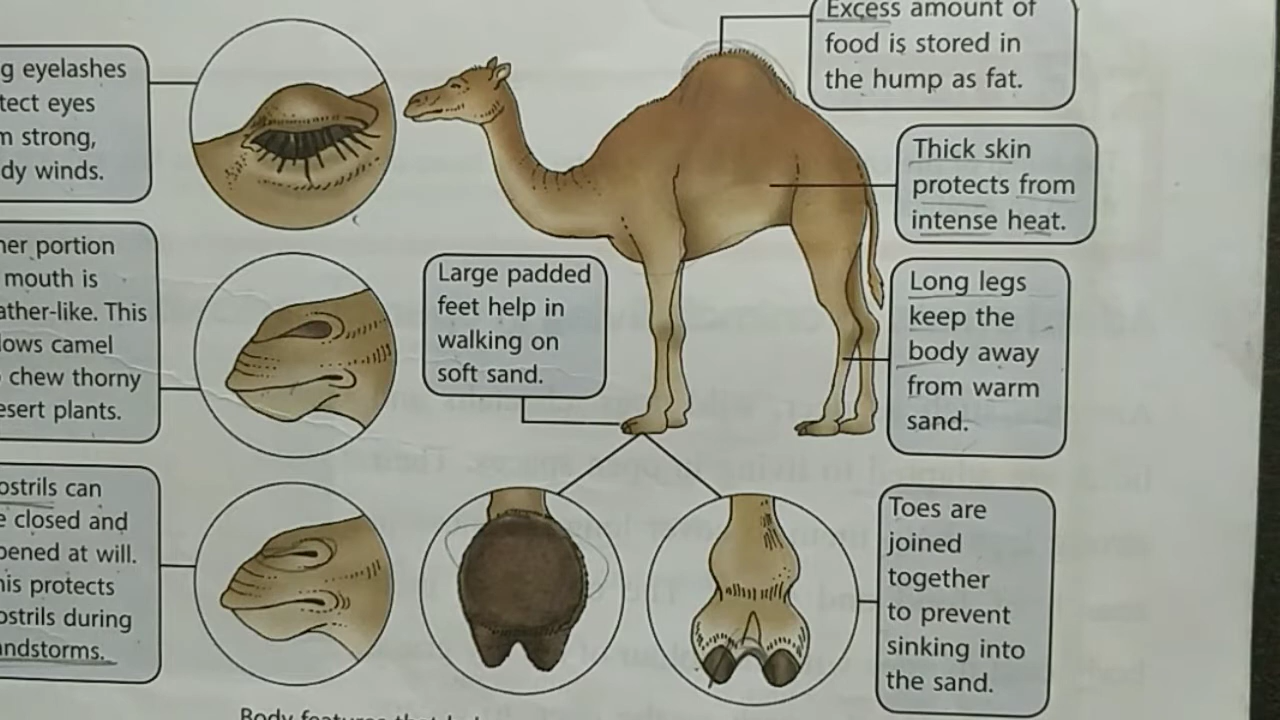 g eyelashes
tect eyes
m strong,
dy winds.
her portion
mouth is
ather-like. This
lows camel
chew thorny
esert plants.
ostrils can
e closed and
pened at will.
his protects
ostrils during
andstorms.
Large padded
feet help in
walking on
soft sand.
Excess amount of
food is stored in
the hump as fat.
Thick skin
protects from
intense heat.
Long legs
keep the
body away
from warm
sand.
Toes are
joined
together
to prevent
sinking into
the sand.
Body features that